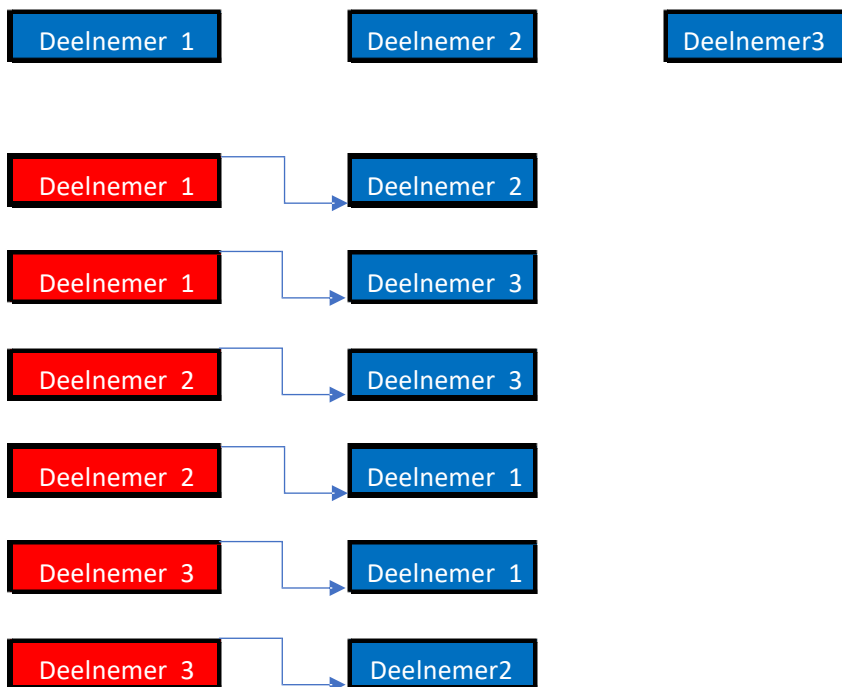 Deelnemer 1 Deelnemer 2 Deelnemer3
Deelnemer 1 Deelnemer 2
Deelnemer 1 Deelnemer 3
Deelnemer 2 Deelnemer 3
Deelnemer 2 Deelnemer 1
Deelnemer 3 Deelnemer 1
Deelnemer 3 Deelnemer2